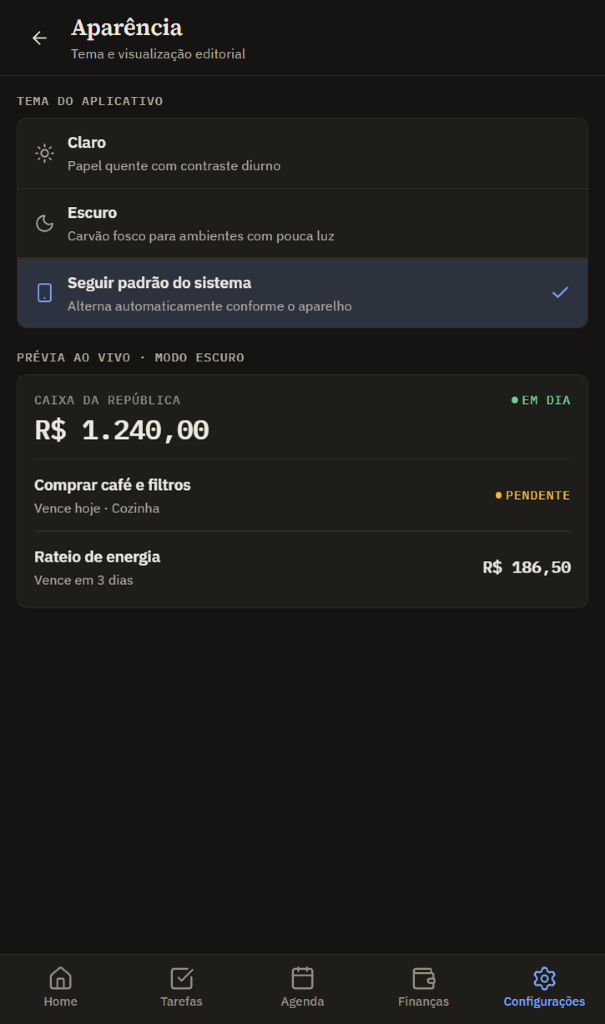 Aparência
Tema e visualização editorial
TEMA DO APLICATIVO
Claro
Papel quente com contraste diurno
Escuro
Carvão fosco para ambientes com pouca luz
Seguir padrão do sistema
Alterna automaticamente conforme o aparelho
PRÉVIA AO VIVO · MODO ESCURO
CAIXA DA REPÚBLICA
EM DIA
R$ 1.240,00
Comprar café e filtros
Vence hoje · Cozinha
PENDENTE
Rateio de energia
Vence em 3 dias
R$ 186,50
Home
Tarefas
Agenda
Finanças
Configurações